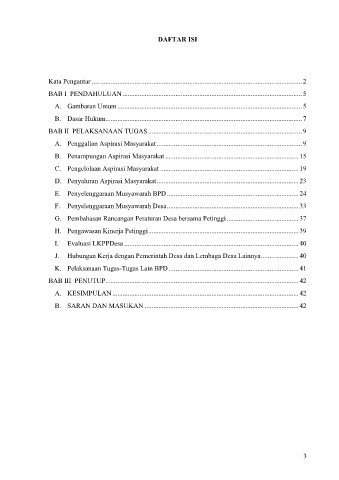 DAFTAR ISI
Kata Pengantar ........ 2
BAB I PENDAHULUAN ........ 5
A. Gambaran Umum ........ 5
B. Dasar Hukum ........ 7
BAB II PELAKSANAAN TUGAS ........ 9
A. Penggalian Aspirasi Masyarakat ........ 9
B. Penampungan Aspirasi Masyarakat ........ 15
C. Pengelolaan Aspirasi Masyarakat ........ 19
D. Penyaluran Aspirasi Masyarakat ........ 23
E. Penyelenggaraan Musyawarah BPD ........ 24
F. Penyelenggaraan Musyawarah Desa ........ 33
G. Pembahasan Rancangan Peraturan Desa bersama Petinggi ........ 37
H. Pengawasan Kinerja Petinggi ........ 39
I. Evaluasi LKPPDesa ........ 40
J. Hubungan Kerja dengan Pemerintah Desa dan Lembaga Desa Lainnya ........ 40
K. Pelaksanaan Tugas-Tugas Lain BPD ........ 41
BAB III PENUTUP ........ 42
A. KESIMPULAN ........ 42
B. SARAN DAN MASUKAN ........ 42
3